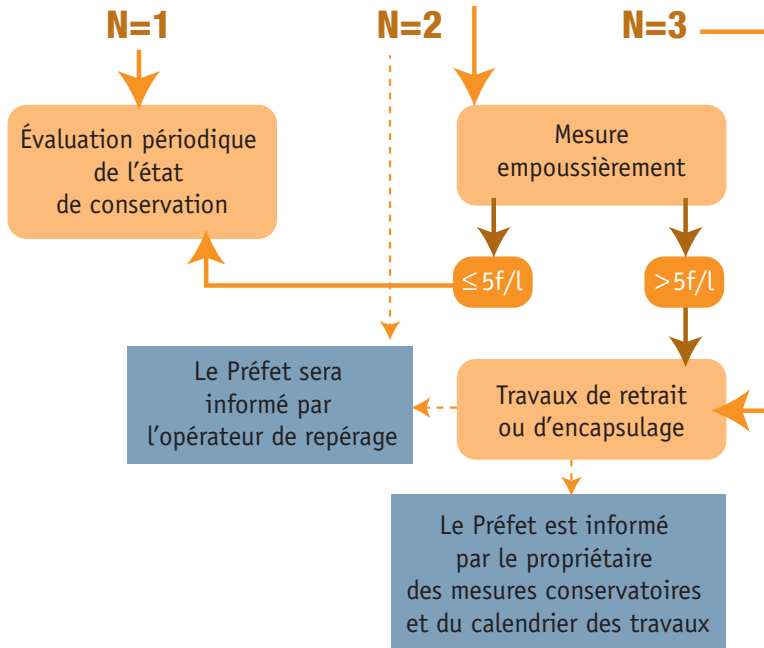 N=1
N=2
N=3
Évaluation périodique
de l’état
de conservation
Mesure
empoussièrement
≤5f/l
>5f/l
Le Préfet sera
informé par
l’opérateur de repérage
Travaux de retrait
ou d’encapsulage
Le Préfet est informé
par le propriétaire
des mesures conservatoires
et du calendrier des travaux